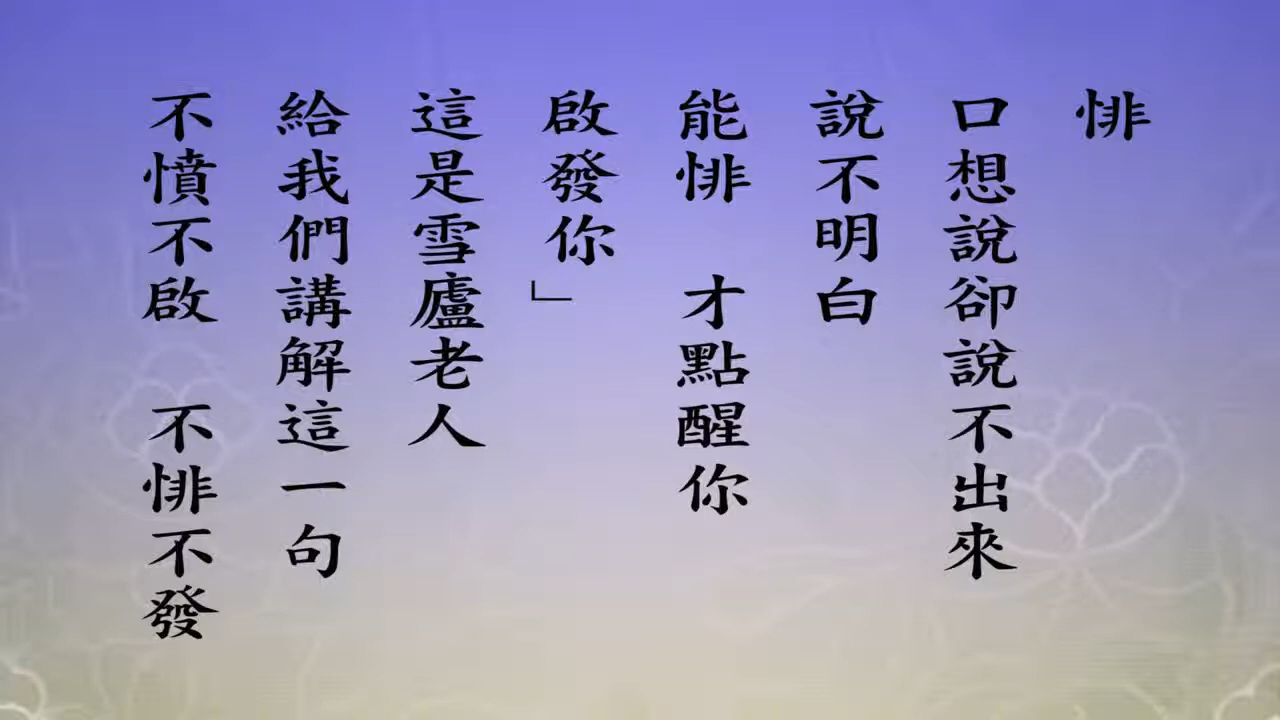 悱
口想說卻說不出來
說不明白
能悱　才點醒你
啟發你」
這是雪廬老人
給我們講解這一句
不憤不啟　不悱不發